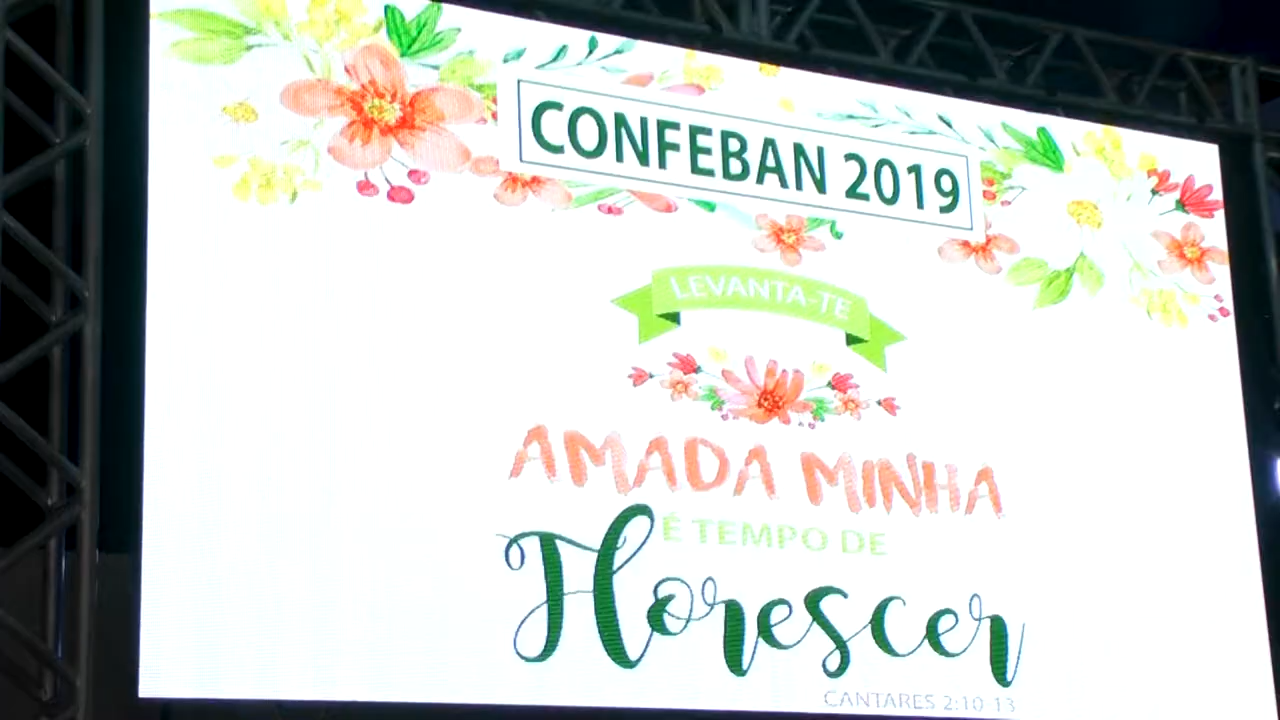 CONFEBAN 2019
LEVANTA-TE
AMADA MINHA
É TEMPO DE
Florescer
CANTARES 2:10-13